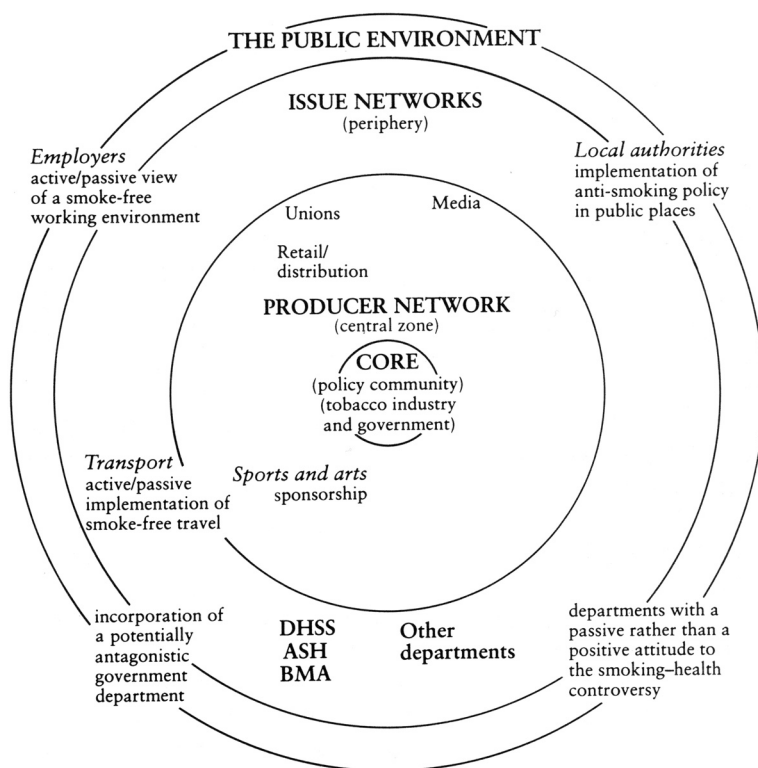 THE PUBLIC ENVIRONMENT
ISSUE NETWORKS
(periphery)
Employers
active/passive view
of a smoke-free
working environment
Local authorities
implementation of
anti-smoking policy
in public places
Unions
Media
Retail/
distribution
PRODUCER NETWORK
(central zone)
CORE
(policy community)
(tobacco industry
and government)
Transport
active/passive
implementation of
smoke-free travel
Sports and arts
sponsorship
incorporation of
a potentially
antagonistic
government
department
DHSS
ASH
BMA
Other
departments
departments with a
passive rather than a
positive attitude to
the smoking–health
controversy